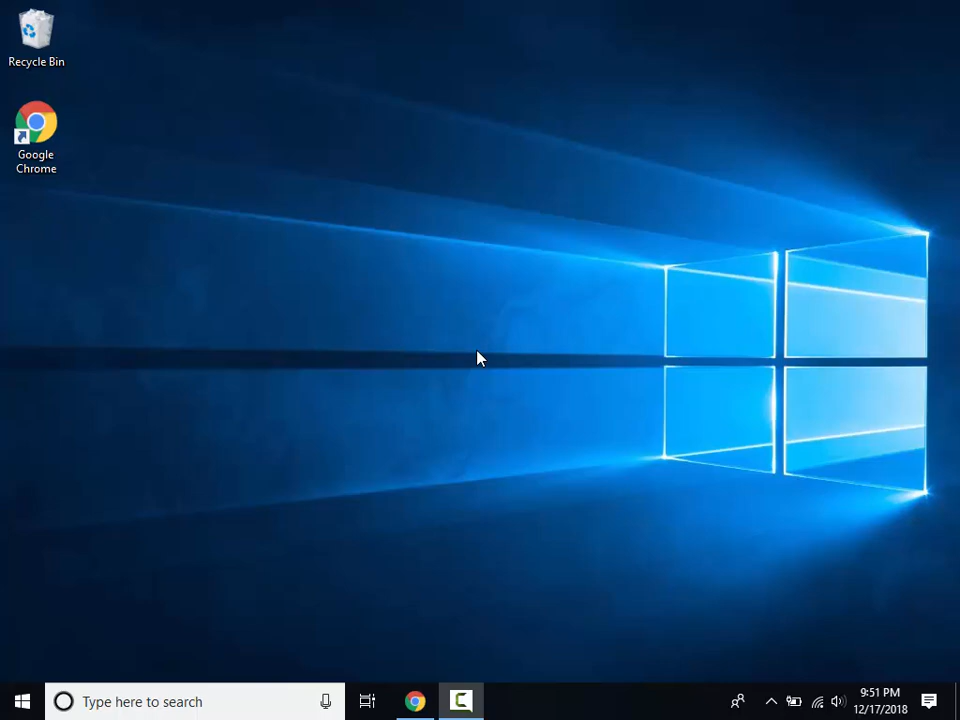 Recycle Bin
Google
Chrome
Type here to search
9:51 PM
12/17/2018